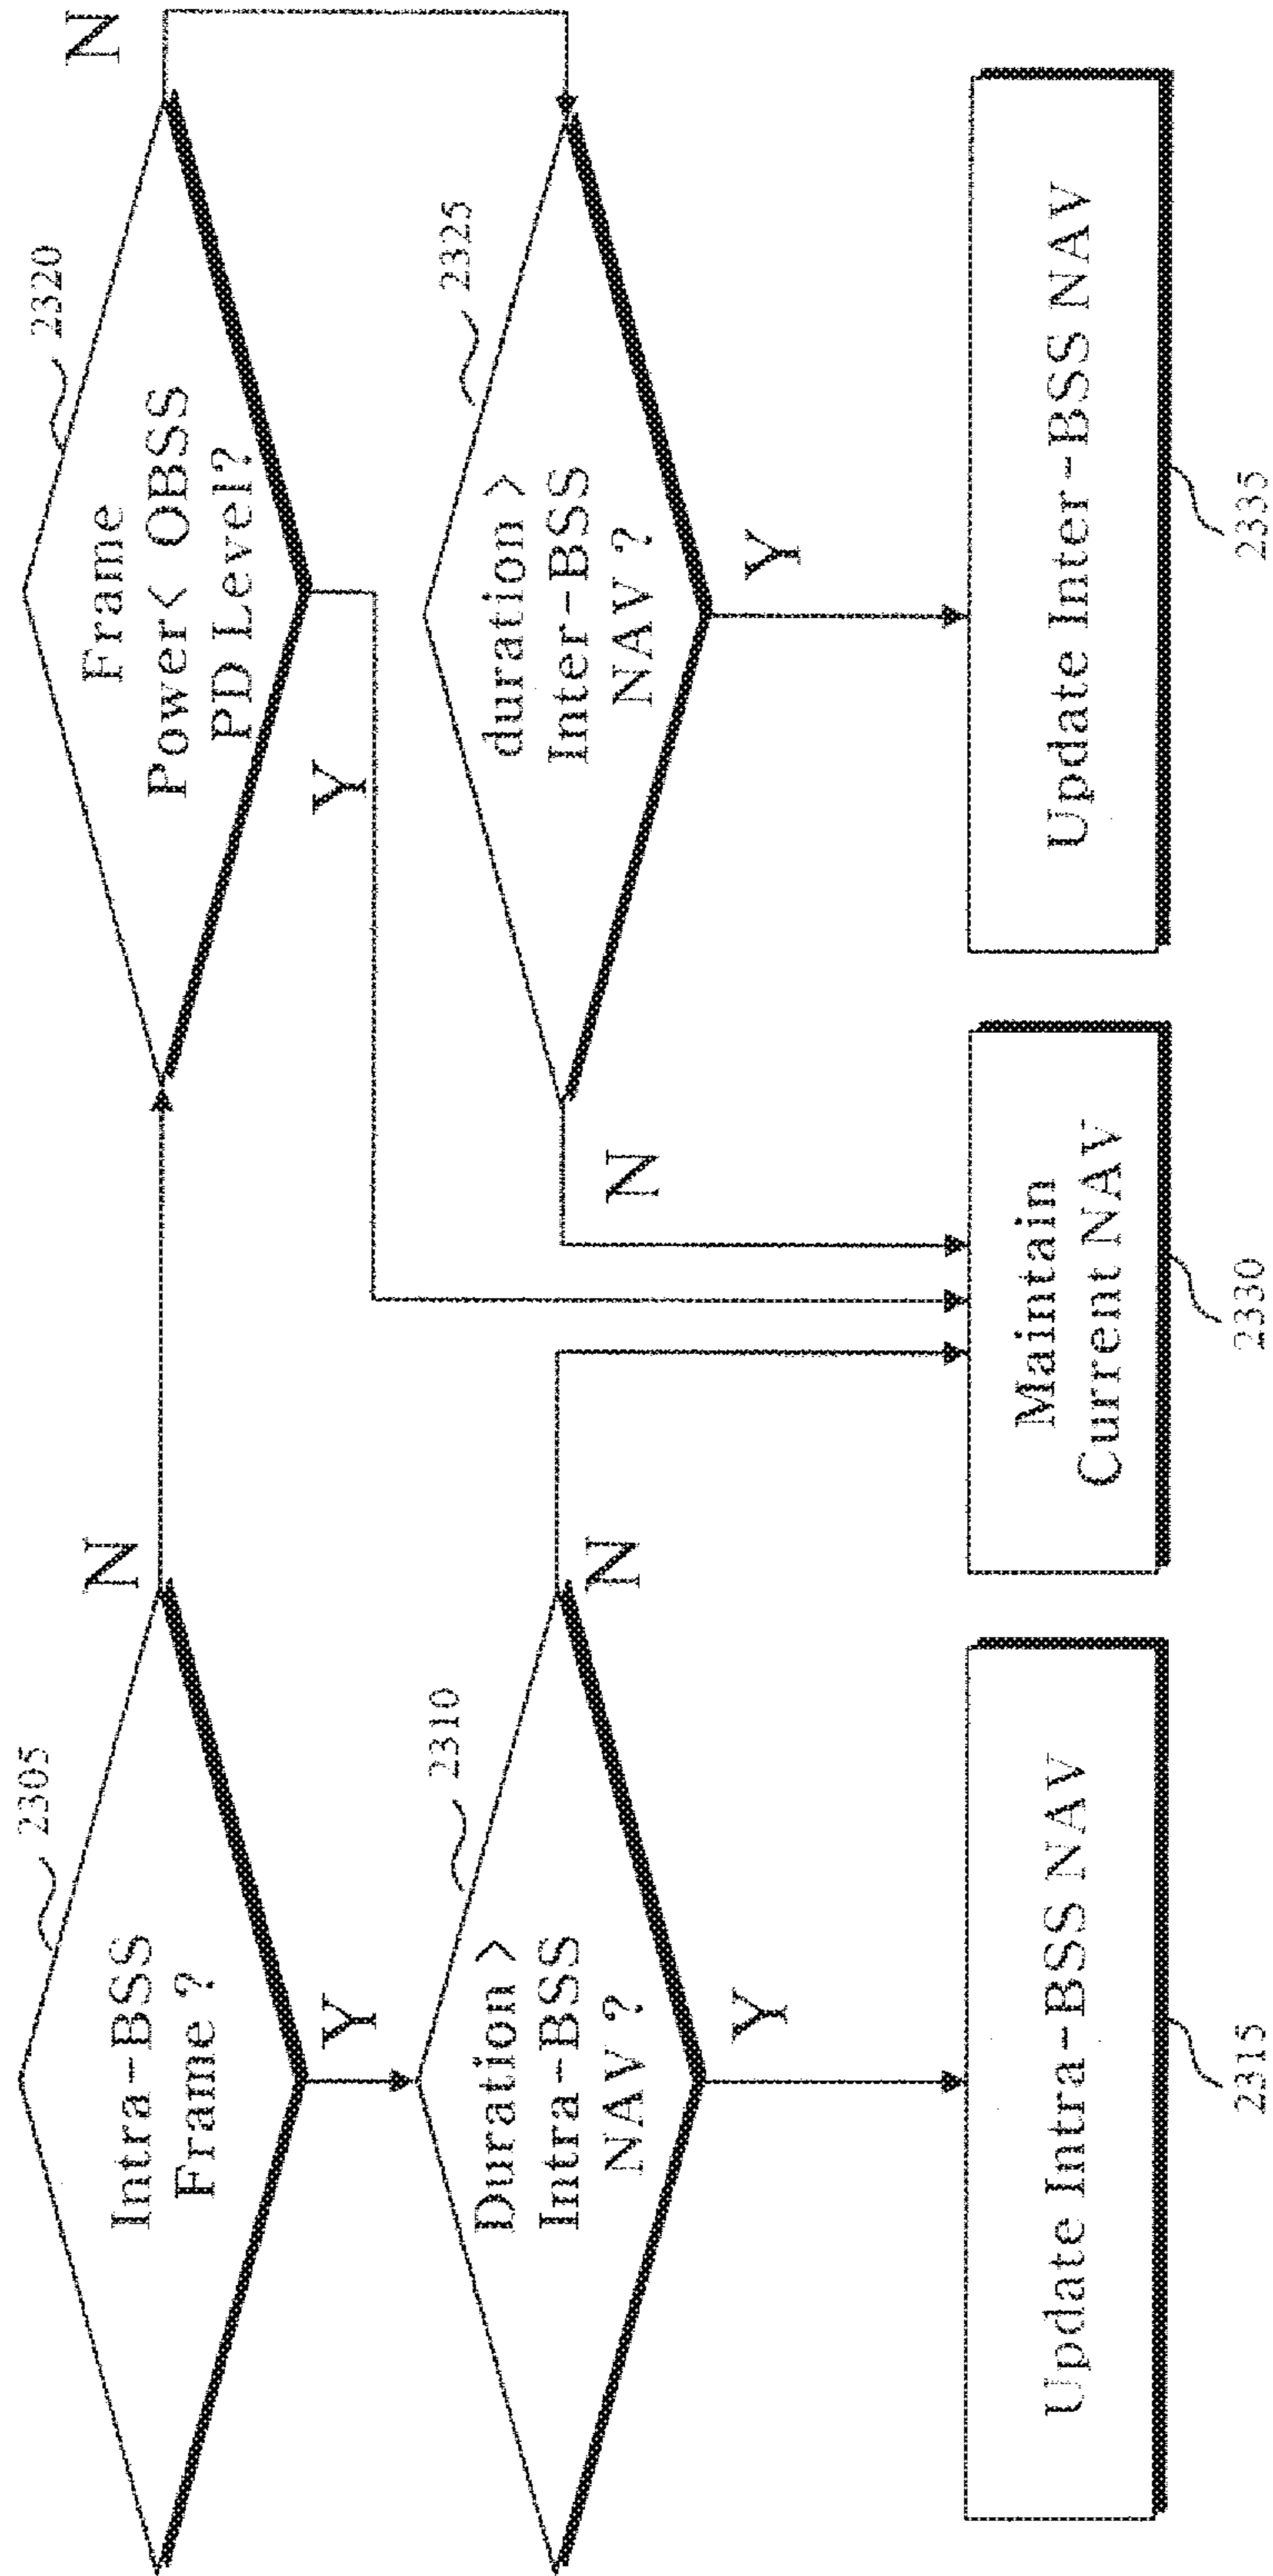 Intra-BSS
Frame ?
2305
N
Y
Duration >
Intra-BSS
NAV ?
2310
N
Y
Update Intra-BSS NAV
2315
Frame
Power< OBSS
PD Level?
2320
N
Y
duration >
Inter-BSS
NAV ?
2325
N
Y
Maintain
Current NAV
2330
Update Inter-BSS NAV
2335